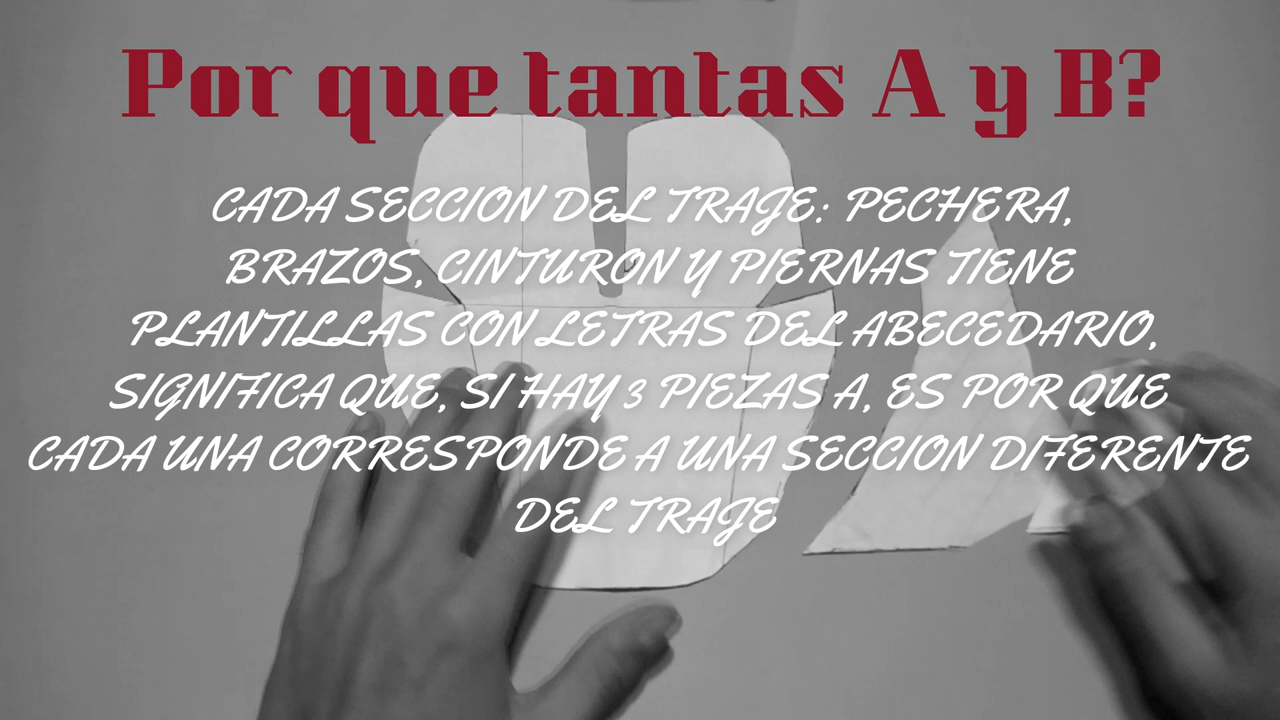 Por que tantas A y B?
CADA SECCION DEL TRAJE: PECHERA,
BRAZOS, CINTURON Y PIERNAS TIENE
PLANTILLAS CON LETRAS DEL ABECEDARIO,
SIGNIFICA QUE, SI HAY 3 PIEZAS A, ES POR QUE
CADA UNA CORRESPONDE A UNA SECCION DIFERENTE
DEL TRAJE